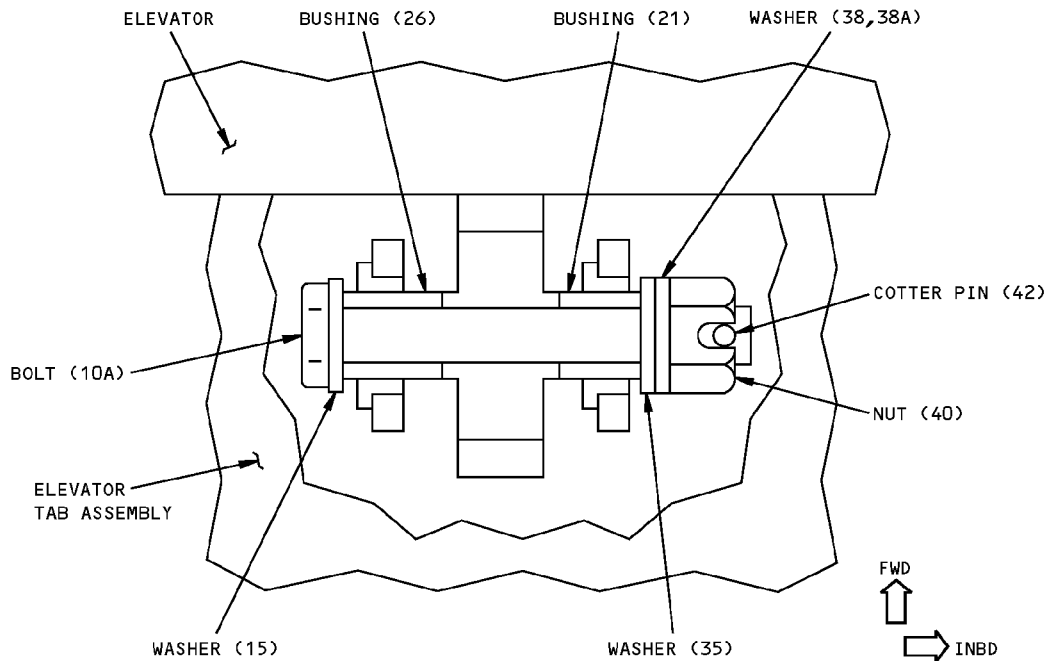 ELEVATOR
BUSHING (26)
BUSHING (21)
WASHER (38,38A)
COTTER PIN (42)
BOLT (10A)
NUT (40)
ELEVATOR
TAB ASSEMBLY
FWD
WASHER (15)
WASHER (35)
INBD